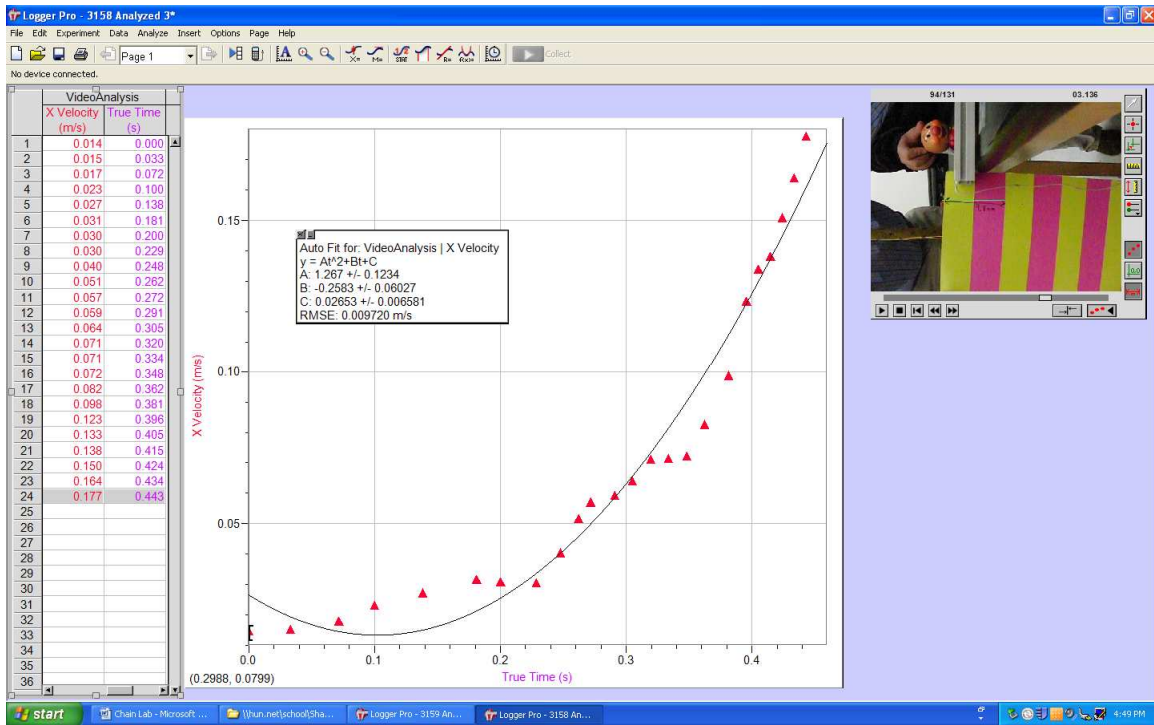 Logger Pro - 3158 Analyzed 3*
File Edit Experiment Data Analyze Insert Options Page Help
Page 1
X=
M=
STAT
R=
f(x)=
Collect
No device connected.
VideoAnalysis
X Velocity True Time
(m/s) (s)
1 0.014 0.000
2 0.015 0.033
3 0.017 0.072
4 0.023 0.100
5 0.027 0.138
6 0.031 0.181
7 0.030 0.200
8 0.030 0.229
9 0.040 0.248
10 0.051 0.262
11 0.057 0.272
12 0.059 0.291
13 0.064 0.305
14 0.071 0.320
15 0.071 0.334
16 0.072 0.348
17 0.082 0.362
18 0.098 0.381
19 0.123 0.396
20 0.133 0.405
21 0.138 0.415
22 0.150 0.424
23 0.164 0.434
24 0.177 0.443
25
26
27
28
29
30
31
32
33
34
35
36
0.15
0.10
0.05
X Velocity (m/s)
Auto Fit for: VideoAnalysis | X Velocity
y = At^2+Bt+C
A: 1.267 +/- 0.1234
B: -0.2583 +/- 0.06027
C: 0.02653 +/- 0.006581
RMSE: 0.009720 m/s
0.0 0.1 0.2 0.3 0.4
(0.2988, 0.0799)
True Time (s)
94/131 03.136
start
Chain Lab - Microsoft ...
\\hun.net\school\Sha...
Logger Pro - 3159 An...
Logger Pro - 3158 An...
4:49 PM